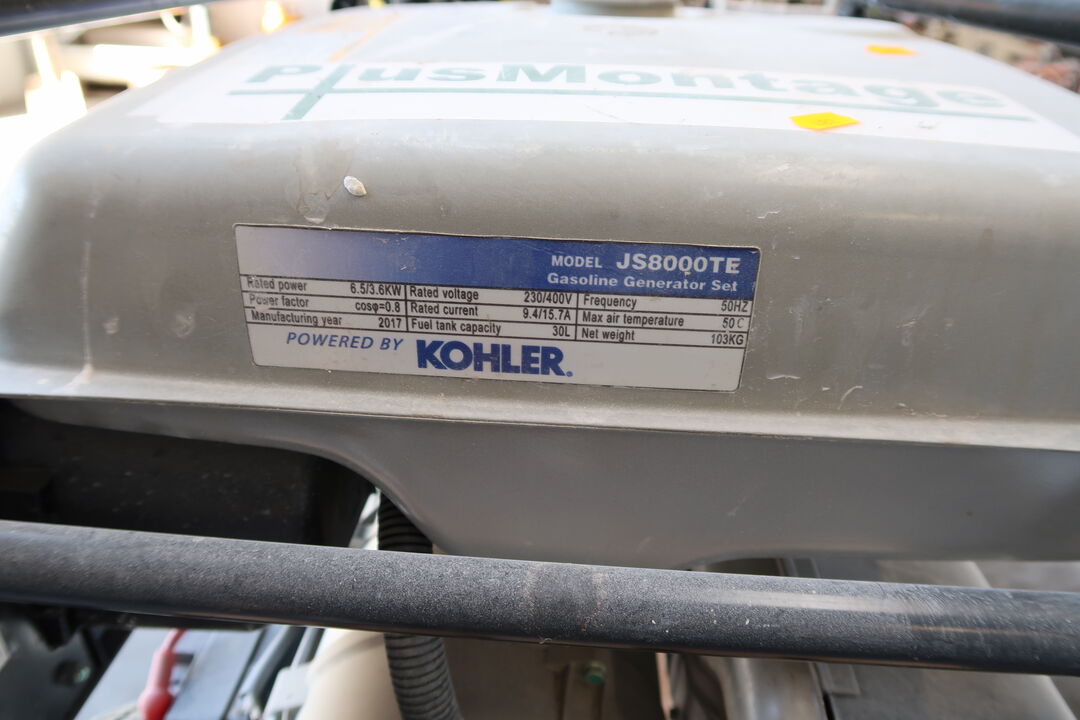 PlusMontage
MODEL JS8000TE
Gasoline Generator Set
Rated power 6.5/3.6KW Rated voltage 230/400V Frequency 50HZ
Power factor cosφ=0.8 Rated current 9.4/15.7A Max air temperature 50C
Manufacturing year 2017 Fuel tank capacity 30L Net weight 103KG
POWERED BY KOHLER.